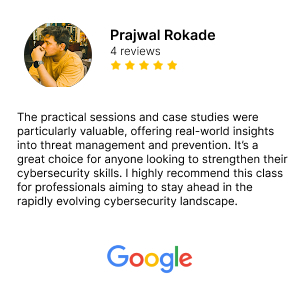 Prajwal Rokade
4 reviews
The practical sessions and case studies were
particularly valuable, offering real-world insights
into threat management and prevention. It's a
great choice for anyone looking to strengthen their
cybersecurity skills. I highly recommend this class
for professionals aiming to stay ahead in the
rapidly evolving cybersecurity landscape.
Google